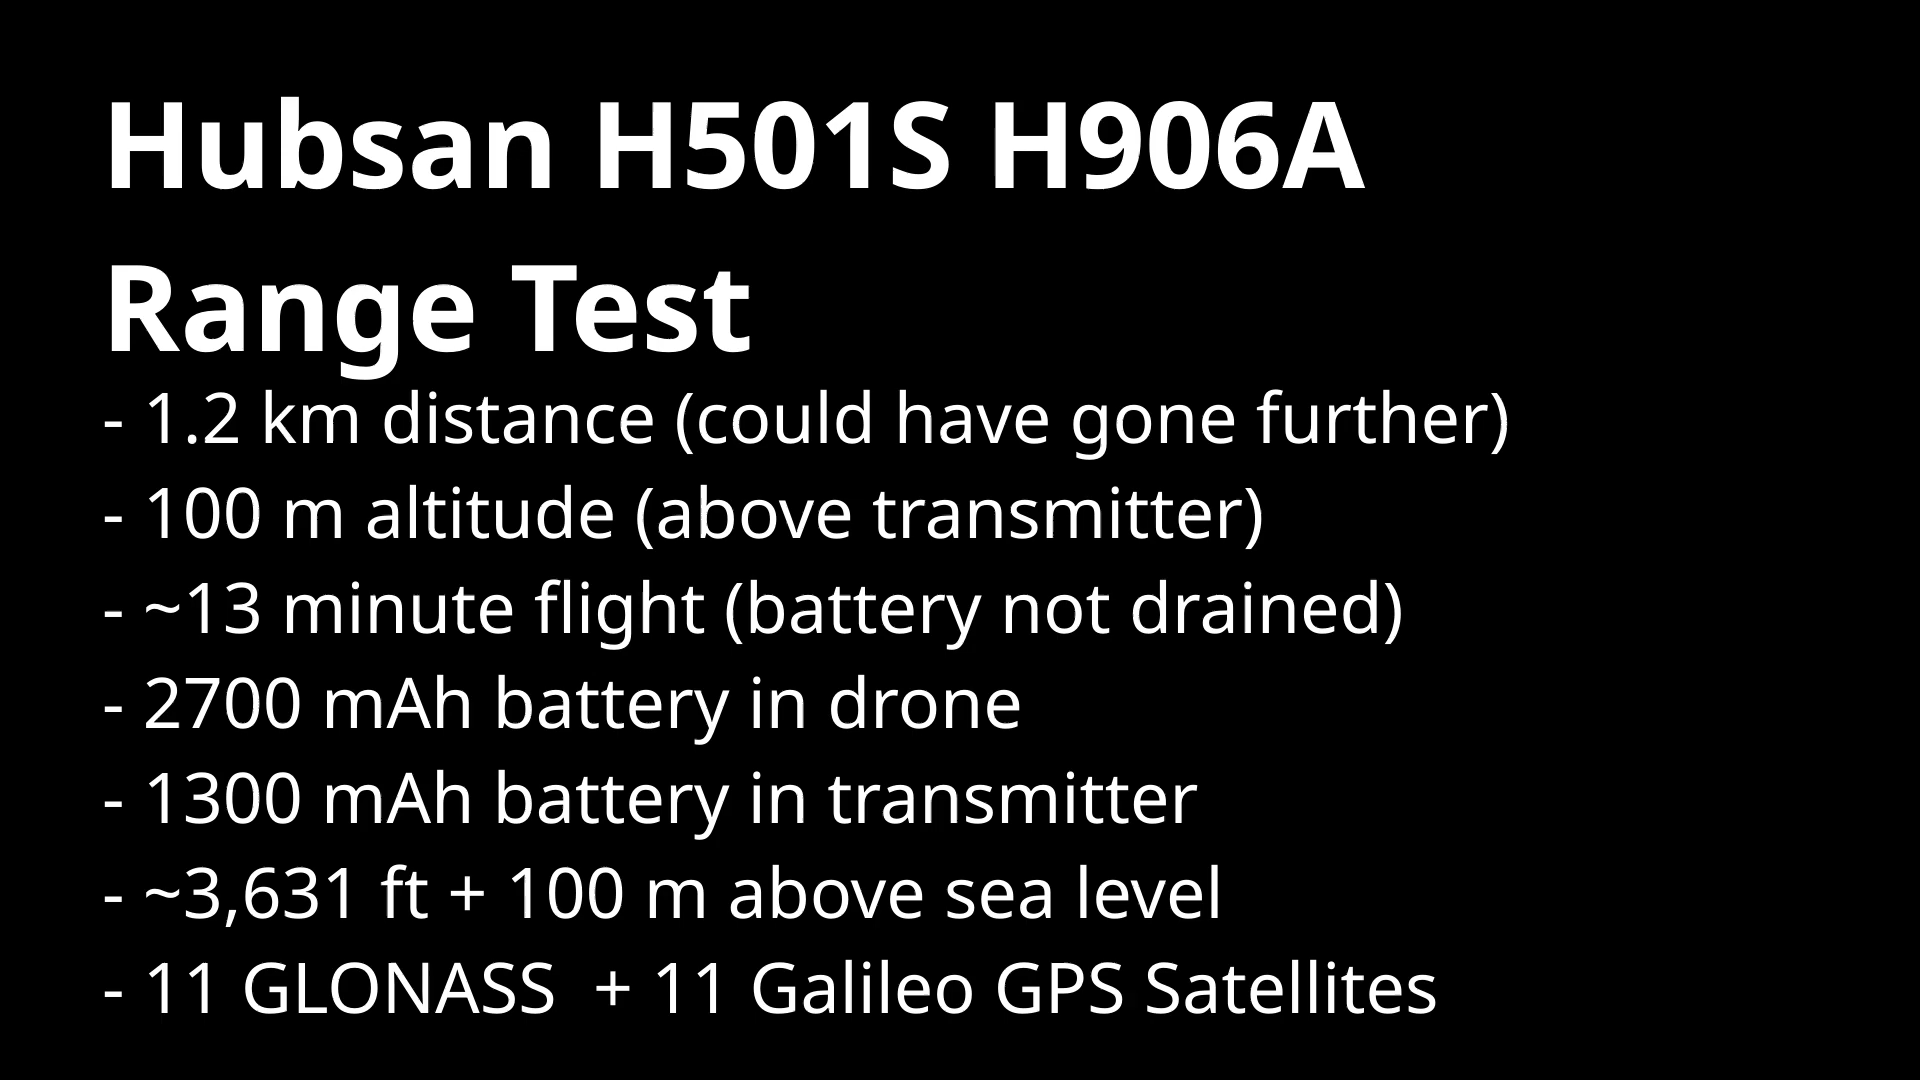 Hubsan H501S H906A
Range Test
- 1.2 km distance (could have gone further)
- 100 m altitude (above transmitter)
- ~13 minute flight (battery not drained)
- 2700 mAh battery in drone
- 1300 mAh battery in transmitter
- ~3,631 ft + 100 m above sea level
- 11 GLONASS  + 11 Galileo GPS Satellites